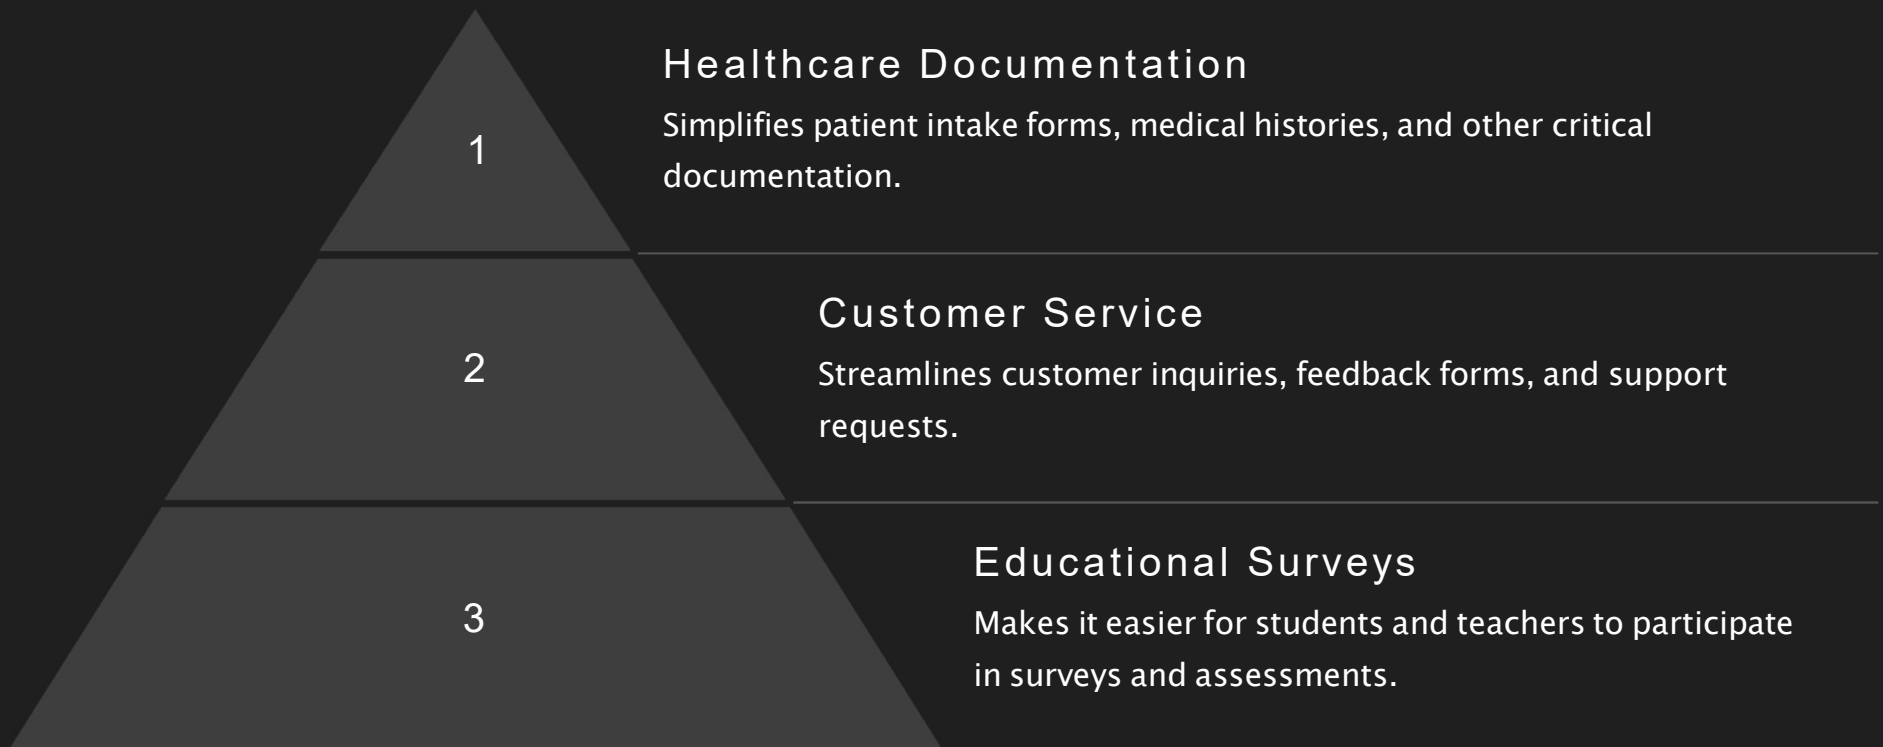 1
Healthcare Documentation
Simplifies patient intake forms, medical histories, and other critical
documentation.
2
Customer Service
Streamlines customer inquiries, feedback forms, and support
requests.
3
Educational Surveys
Makes it easier for students and teachers to participate
in surveys and assessments.